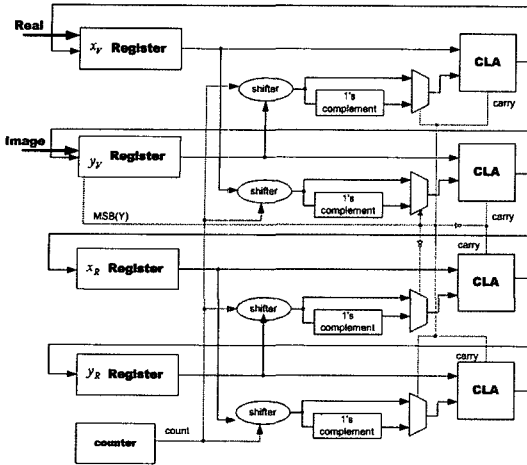 Real
x_V Register
CLA
shifter
1's
complement
carry
Image
y_V Register
CLA
shifter
1's
complement
MSB(Y)
carry
x_R Register
CLA
shifter
1's
complement
carry
y_R Register
CLA
shifter
1's
complement
count
counter